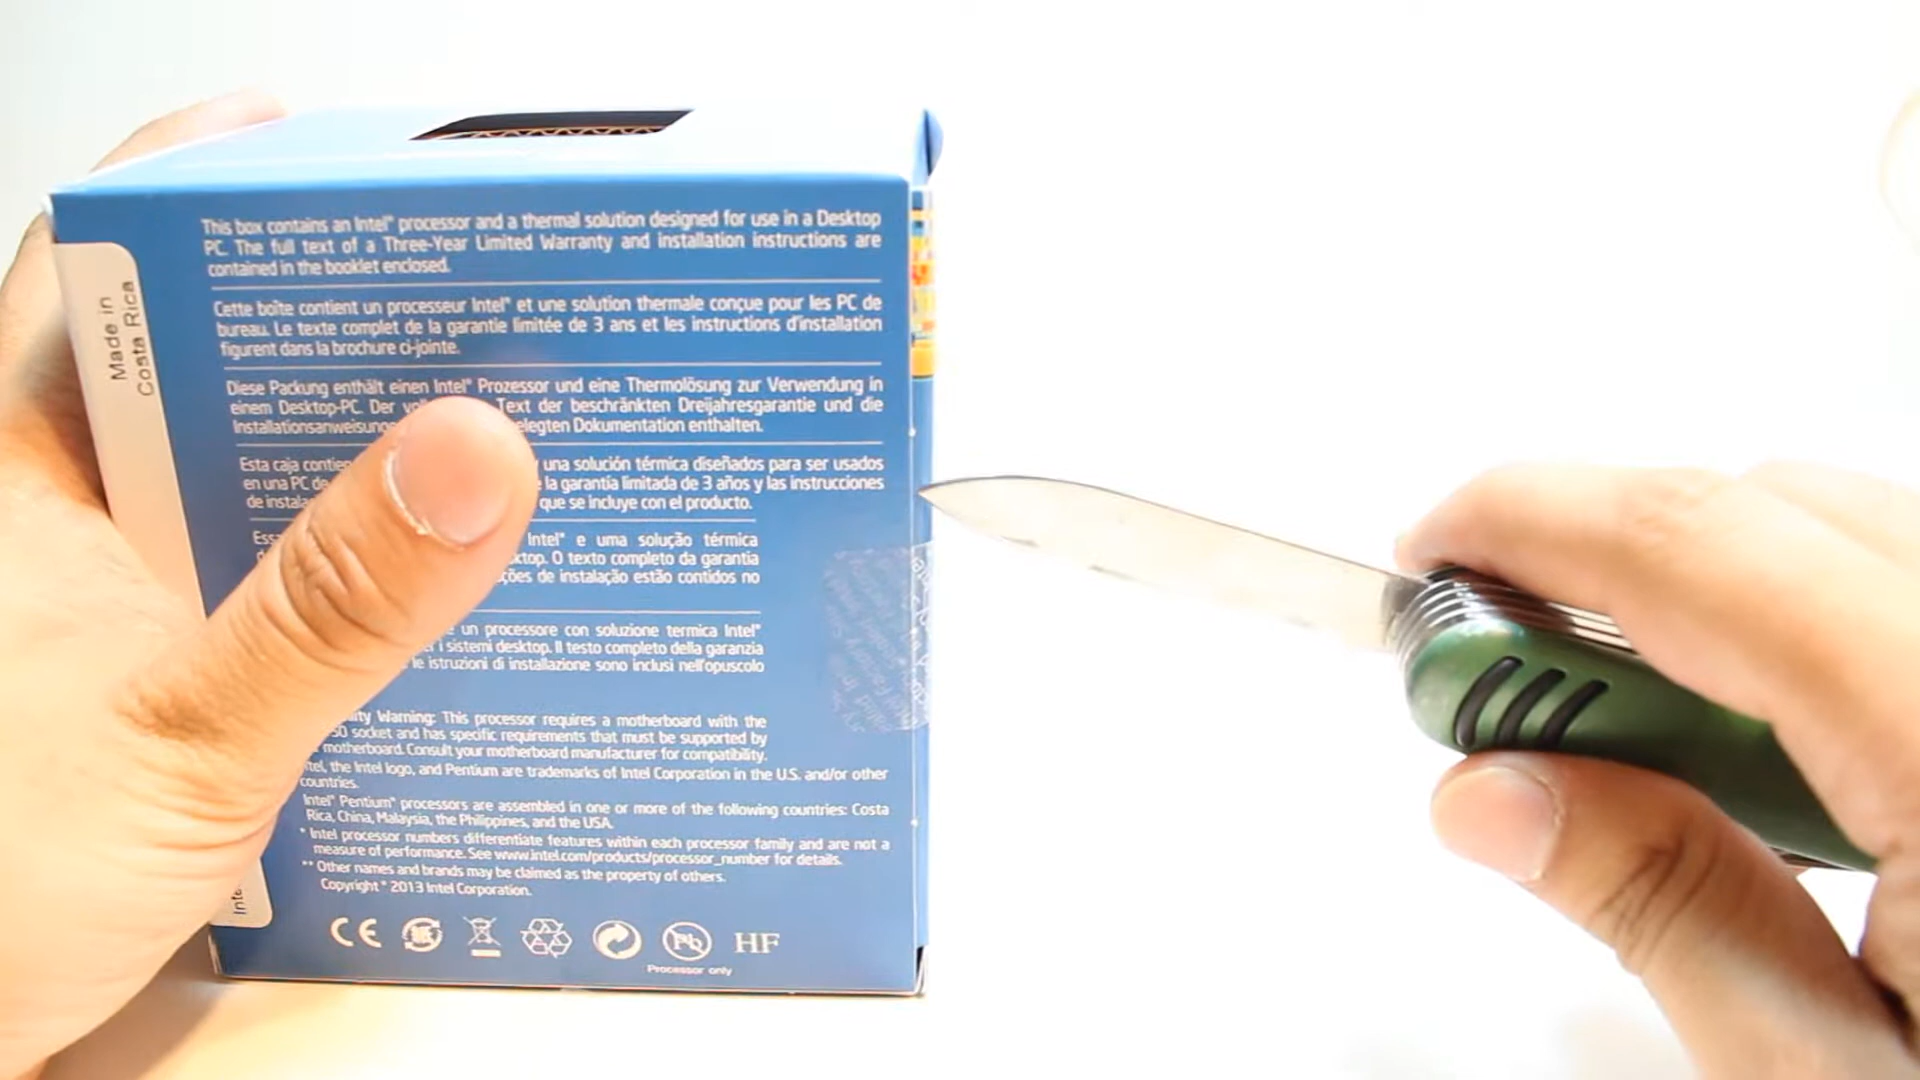 This box contains an Intel® processor and a thermal solution designed for use in a Desktop
PC. The full text of a Three-Year Limited Warranty and installation instructions are
contained in the booklet enclosed.
Cette boîte contient un processeur Intel® et une solution thermale conçue pour les PC de
bureau. Le texte complet de la garantie limitée de 3 ans et les instructions d'installation
figurent dans la brochure ci-jointe.
Diese Packung enthält einen Intel® Prozessor und eine Thermolösung zur Verwendung in
einem Desktop-PC. Der Text der beschränkten Dreijahresgarantie und die
Dokumentation enthalten.
Esta caja una solución térmica diseñados para ser usados
en una PC la garantía limitada de 3 años y las instrucciones
de que se incluye con el producto.
Intel® e uma solução térmica
O texto completo da garantia
de instalação estão contidos no
un processore con soluzione termica Intel®
i sistemi desktop. Il testo completo della garanzia
le istruzioni di installazione sono inclusi nell'opuscolo
Warning: This processor requires a motherboard with the
socket and has specific requirements that must be supported by
motherboard. Consult your motherboard manufacturer for compatibility.
the Intel logo, and Pentium are trademarks of Intel Corporation in the U.S. and/or other
countries.
Intel® Pentium® processors are assembled in one or more of the following countries: Costa
Rica, China, Malaysia, the Philippines, and the USA.
* Intel processor numbers differentiate features within each processor family and are not a
measure of performance. See www.intel.com/products/processor_number for details.
** Other names and brands may be claimed as the property of others.
Copyright © 2013 Intel Corporation.
CE
Pb
HF
Processor only
Made in
Costa Rica